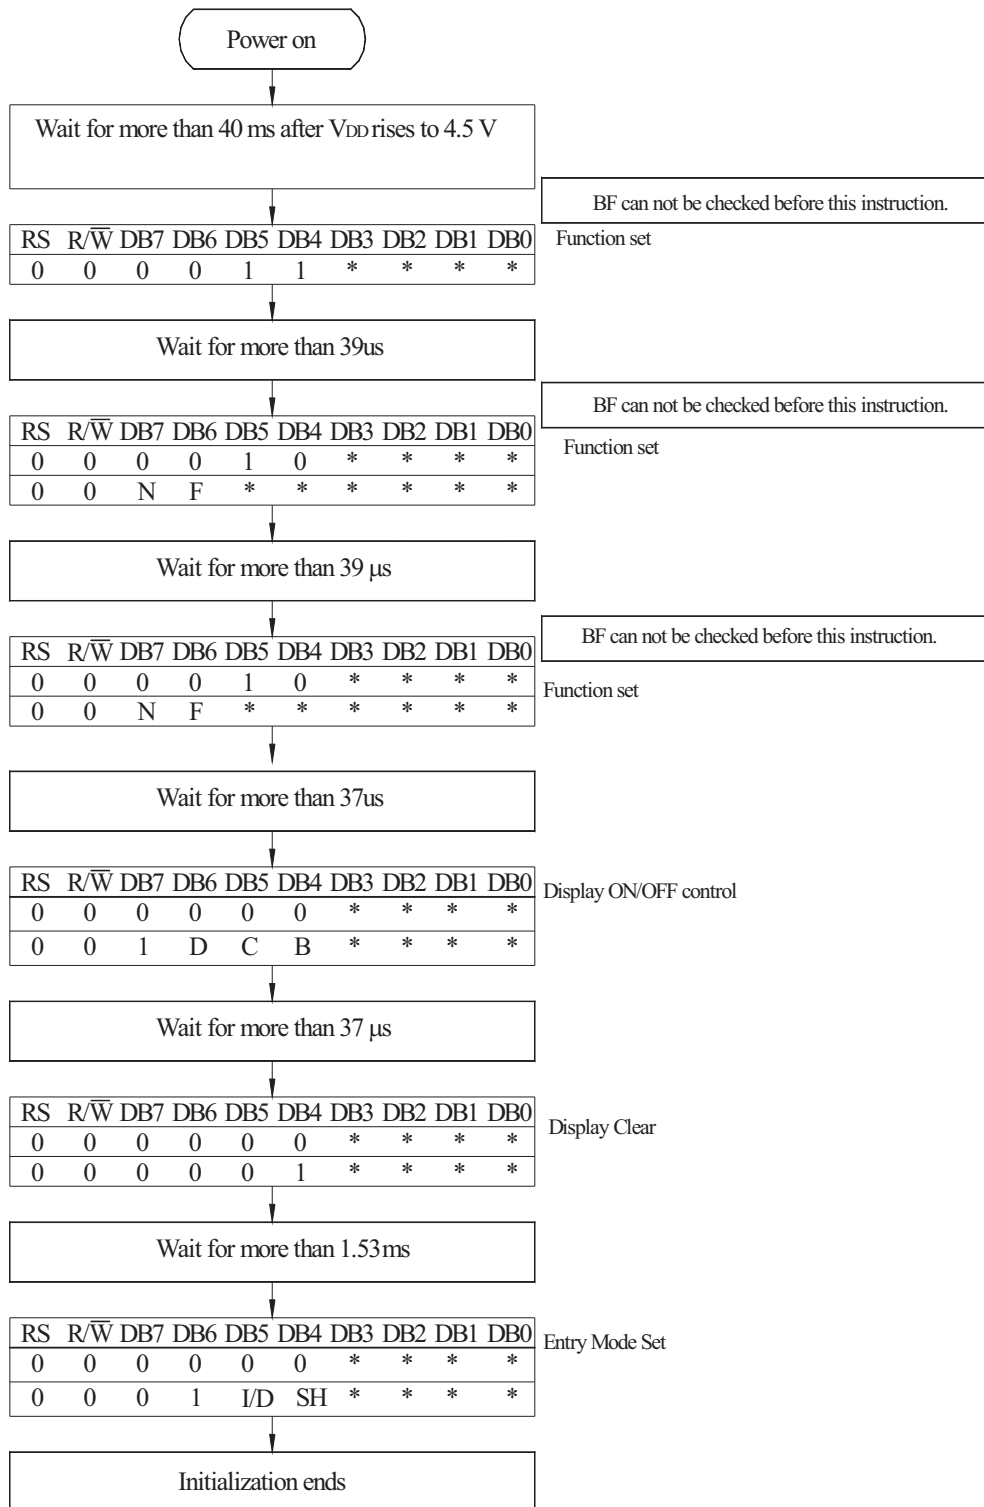 Power on
Wait for more than 40 ms after VDD rises to 4.5 V
BF can not be checked before this instruction.
RS R/W̅ DB7 DB6 DB5 DB4 DB3 DB2 DB1 DB0
Function set
0 0 0 0 1 1 * * * *
Wait for more than 39us
BF can not be checked before this instruction.
RS R/W̅ DB7 DB6 DB5 DB4 DB3 DB2 DB1 DB0
Function set
0 0 0 0 1 0 * * * *
0 0 N F * * * * * *
Wait for more than 39 μs
BF can not be checked before this instruction.
RS R/W̅ DB7 DB6 DB5 DB4 DB3 DB2 DB1 DB0
0 0 0 0 1 0 * * * *
Function set
0 0 N F * * * * * *
Wait for more than 37us
RS R/W̅ DB7 DB6 DB5 DB4 DB3 DB2 DB1 DB0
Display ON/OFF control
0 0 0 0 0 0 * * * *
0 0 1 D C B * * * *
Wait for more than 37 μs
RS R/W̅ DB7 DB6 DB5 DB4 DB3 DB2 DB1 DB0
Display Clear
0 0 0 0 0 0 * * * *
0 0 0 0 0 1 * * * *
Wait for more than 1.53ms
RS R/W̅ DB7 DB6 DB5 DB4 DB3 DB2 DB1 DB0
Entry Mode Set
0 0 0 0 0 0 * * * *
0 0 0 1 I/D SH * * * *
Initialization ends